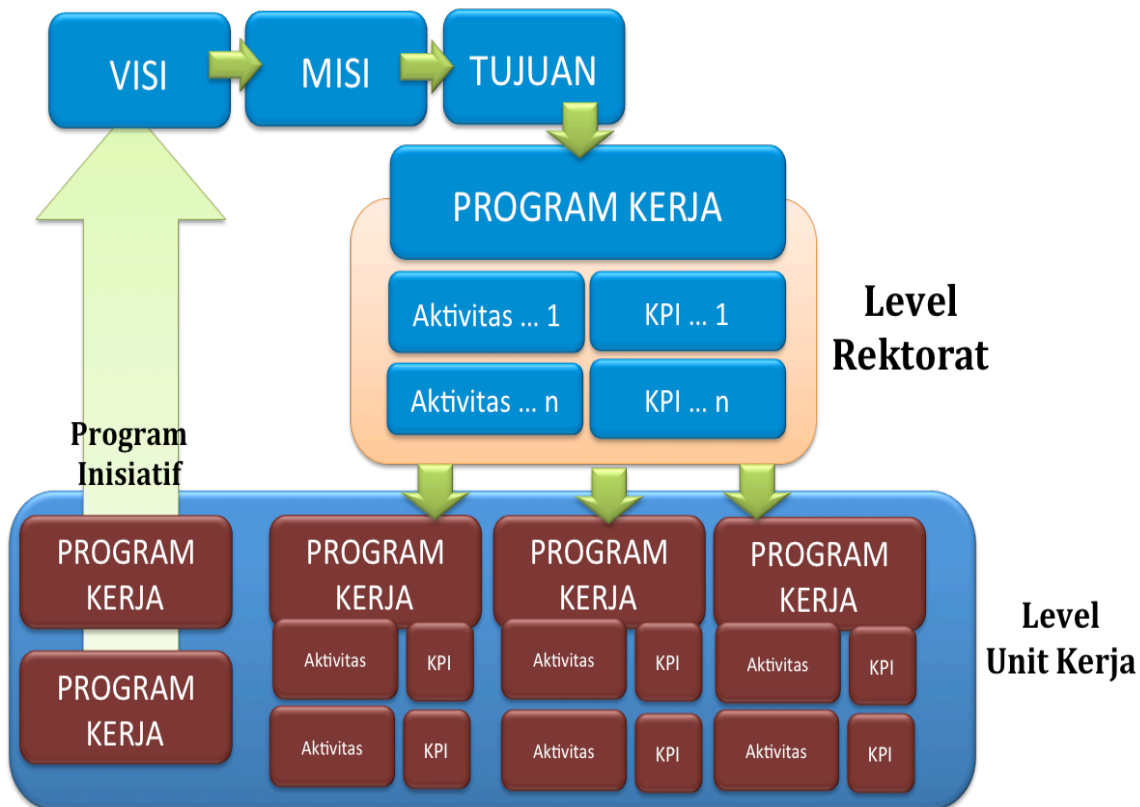 VISI
MISI
TUJUAN
PROGRAM KERJA
Aktivitas ... 1
KPI ... 1
Aktivitas ... n
KPI ... n
Level
Rektorat
Program
Inisiatif
PROGRAM
KERJA
PROGRAM
KERJA
PROGRAM
KERJA
Aktivitas
KPI
Aktivitas
KPI
PROGRAM
KERJA
Aktivitas
KPI
Aktivitas
KPI
PROGRAM
KERJA
Aktivitas
KPI
Aktivitas
KPI
Level
Unit Kerja